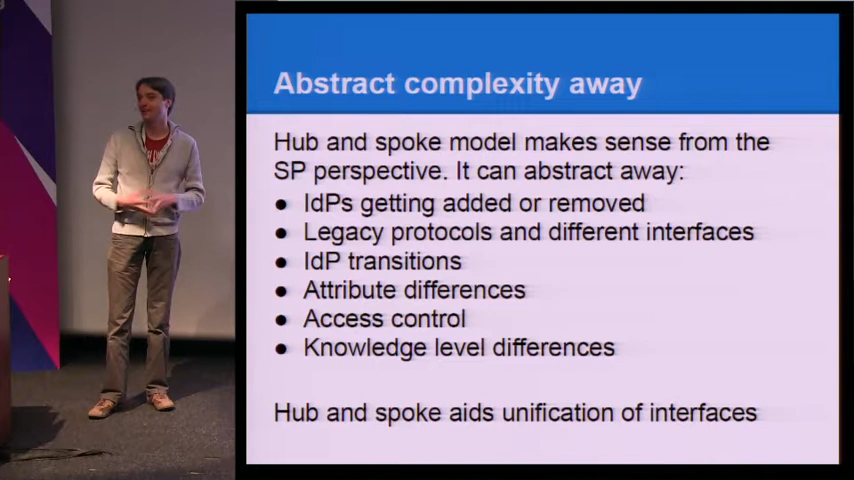 Abstract complexity away
Hub and spoke model makes sense from the
SP perspective. It can abstract away:
● IdPs getting added or removed
● Legacy protocols and different interfaces
● IdP transitions
● Attribute differences
● Access control
● Knowledge level differences
Hub and spoke aids unification of interfaces